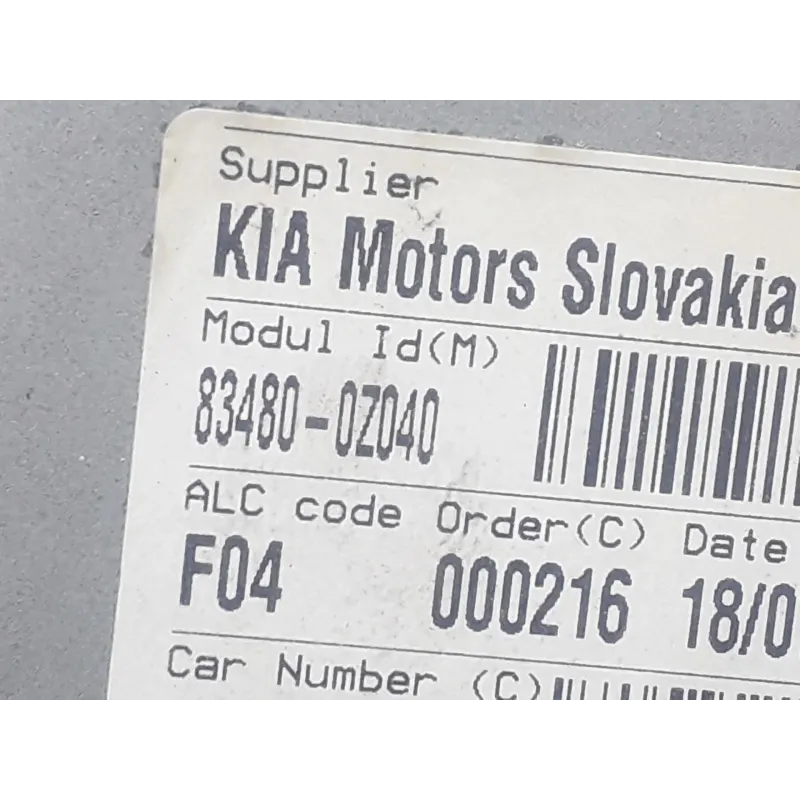 Supplier
KIA Motors Slovakia
Modul Id(M)
83480-0Z040
ALC code Order(C) Date
F04 000216 18/0
Car Number (C)